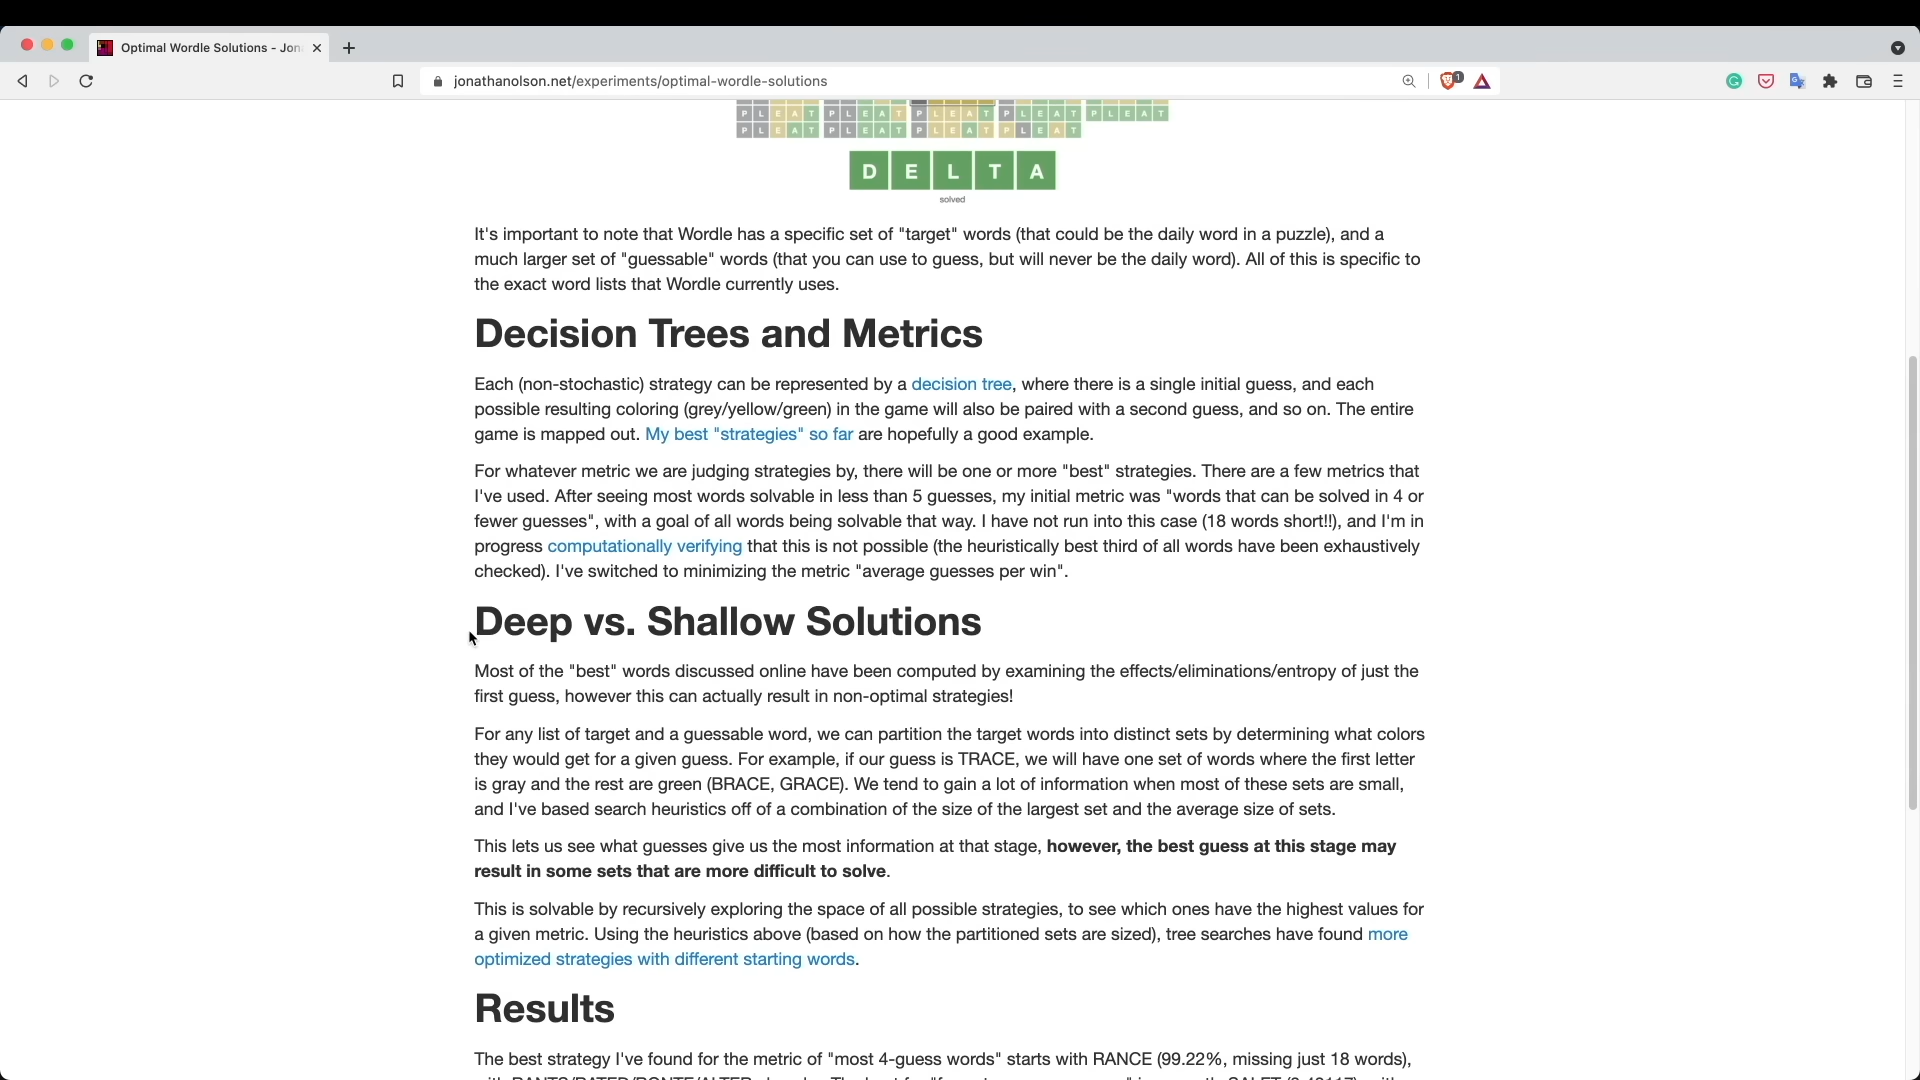 Optimal Wordle Solutions - Jon
jonathanolson.net/experiments/optimal-wordle-solutions
1
PLEAT PLEAT PLEAT PLEAT PLEAT
PLEAT PLEAT PLEAT PLEAT
DELTA
solved
It's important to note that Wordle has a specific set of "target" words (that could be the daily word in a puzzle), and a
much larger set of "guessable" words (that you can use to guess, but will never be the daily word). All of this is specific to
the exact word lists that Wordle currently uses.
Decision Trees and Metrics
Each (non-stochastic) strategy can be represented by a decision tree, where there is a single initial guess, and each
possible resulting coloring (grey/yellow/green) in the game will also be paired with a second guess, and so on. The entire
game is mapped out. My best "strategies" so far are hopefully a good example.
For whatever metric we are judging strategies by, there will be one or more "best" strategies. There are a few metrics that
I've used. After seeing most words solvable in less than 5 guesses, my initial metric was "words that can be solved in 4 or
fewer guesses", with a goal of all words being solvable that way. I have not run into this case (18 words short!!), and I'm in
progress computationally verifying that this is not possible (the heuristically best third of all words have been exhaustively
checked). I've switched to minimizing the metric "average guesses per win".
Deep vs. Shallow Solutions
Most of the "best" words discussed online have been computed by examining the effects/eliminations/entropy of just the
first guess, however this can actually result in non-optimal strategies!
For any list of target and a guessable word, we can partition the target words into distinct sets by determining what colors
they would get for a given guess. For example, if our guess is TRACE, we will have one set of words where the first letter
is gray and the rest are green (BRACE, GRACE). We tend to gain a lot of information when most of these sets are small,
and I've based search heuristics off of a combination of the size of the largest set and the average size of sets.
This lets us see what guesses give us the most information at that stage, however, the best guess at this stage may
result in some sets that are more difficult to solve.
This is solvable by recursively exploring the space of all possible strategies, to see which ones have the highest values for
a given metric. Using the heuristics above (based on how the partitioned sets are sized), tree searches have found more
optimized strategies with different starting words.
Results
The best strategy I've found for the metric of "most 4-guess words" starts with RANCE (99.22%, missing just 18 words),